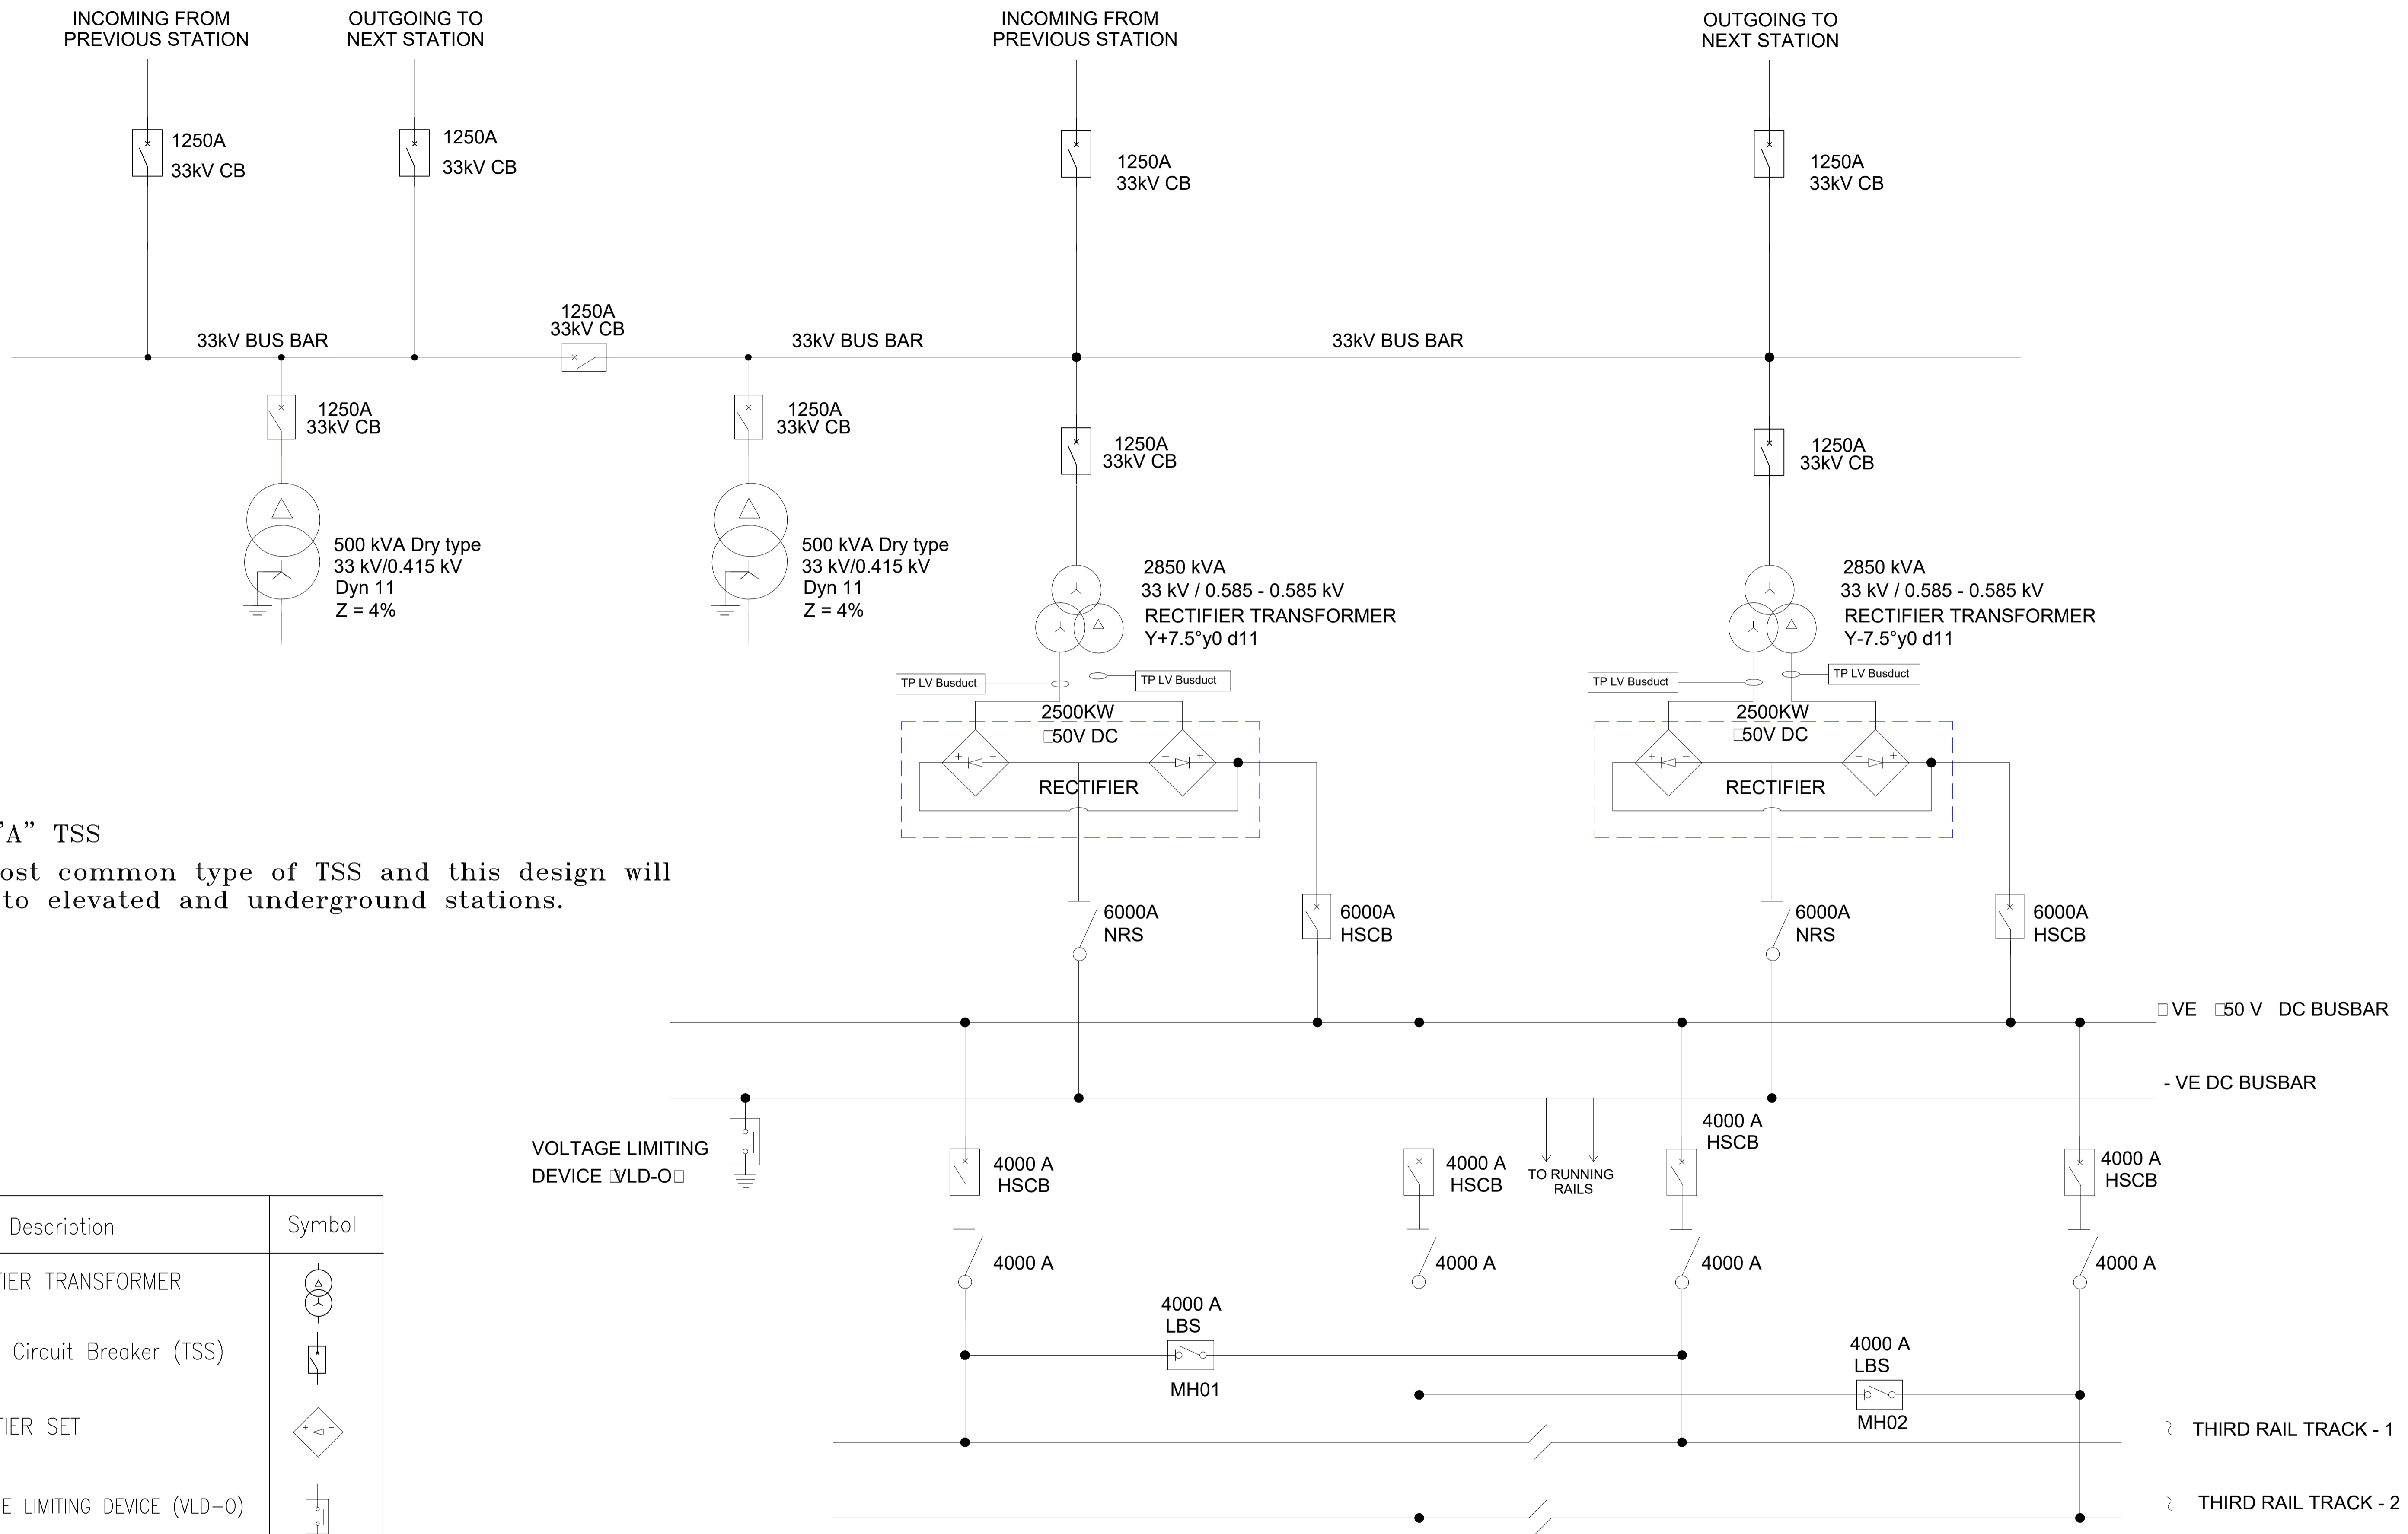 INCOMING FROM
PREVIOUS STATION
OUTGOING TO
NEXT STATION
INCOMING FROM
PREVIOUS STATION
OUTGOING TO
NEXT STATION
1250A
33kV CB
1250A
33kV CB
1250A
33kV CB
1250A
33kV CB
33kV BUS BAR
1250A
33kV CB
33kV BUS BAR
33kV BUS BAR
1250A
33kV CB
1250A
33kV CB
1250A
33kV CB
1250A
33kV CB
500 kVA Dry type
33 kV/0.415 kV
Dyn 11
Z = 4%
500 kVA Dry type
33 kV/0.415 kV
Dyn 11
Z = 4%
2850 kVA
33 kV / 0.585 - 0.585 kV
RECTIFIER TRANSFORMER
Y+7.5°y0 d11
2850 kVA
33 kV / 0.585 - 0.585 kV
RECTIFIER TRANSFORMER
Y-7.5°y0 d11
TP LV Busduct
TP LV Busduct
TP LV Busduct
TP LV Busduct
2500KW
□50V DC
RECTIFIER
2500KW
□50V DC
RECTIFIER
"A" TSS
ost common type of TSS and this design will
to elevated and underground stations.
6000A
NRS
6000A
HSCB
6000A
NRS
6000A
HSCB
□ VE □50 V DC BUSBAR
- VE DC BUSBAR
VOLTAGE LIMITING
DEVICE □VLD-O□
4000 A
HSCB
4000 A
HSCB
TO RUNNING
RAILS
4000 A
HSCB
4000 A
HSCB
4000 A
4000 A
4000 A
4000 A
4000 A
LBS
MH01
4000 A
LBS
MH02
THIRD RAIL TRACK - 1
THIRD RAIL TRACK - 2
Description
Symbol
FIER TRANSFORMER
Circuit Breaker (TSS)
FIER SET
GE LIMITING DEVICE (VLD-O)